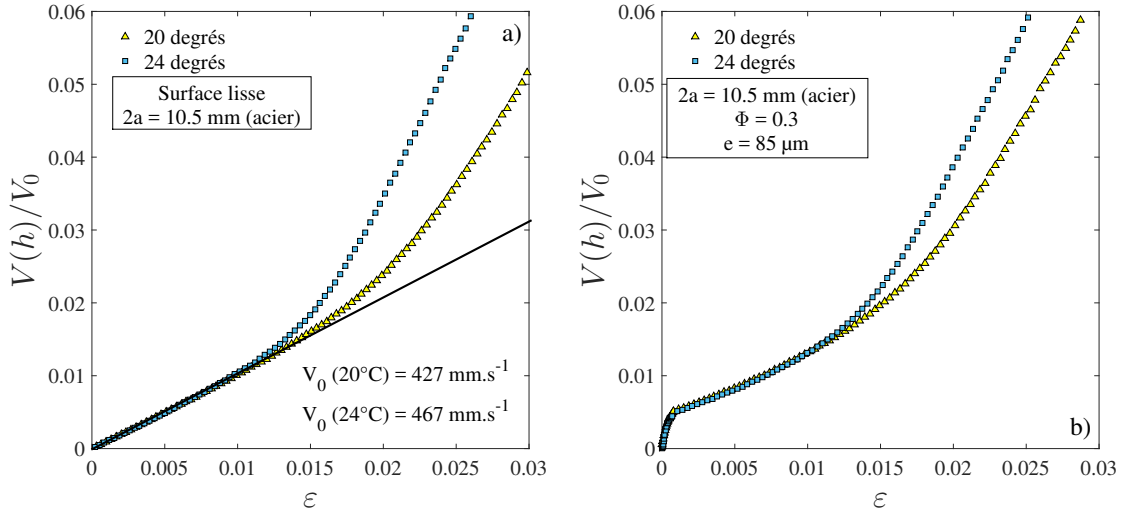 a)
20 degrés
24 degrés
Surface lisse
2a = 10.5 mm (acier)
V(h)/V₀
0.06
0.05
0.04
0.03
0.02
0.01
0
V₀ (20°C) = 427 mm.s⁻¹
V₀ (24°C) = 467 mm.s⁻¹
0
0.005
0.01
0.015
0.02
0.025
0.03
ε
20 degrés
24 degrés
2a = 10.5 mm (acier)
Φ = 0.3
e = 85 µm
V(h)/V₀
0.06
0.05
0.04
0.03
0.02
0.01
0
b)
0
0.005
0.01
0.015
0.02
0.025
0.03
ε